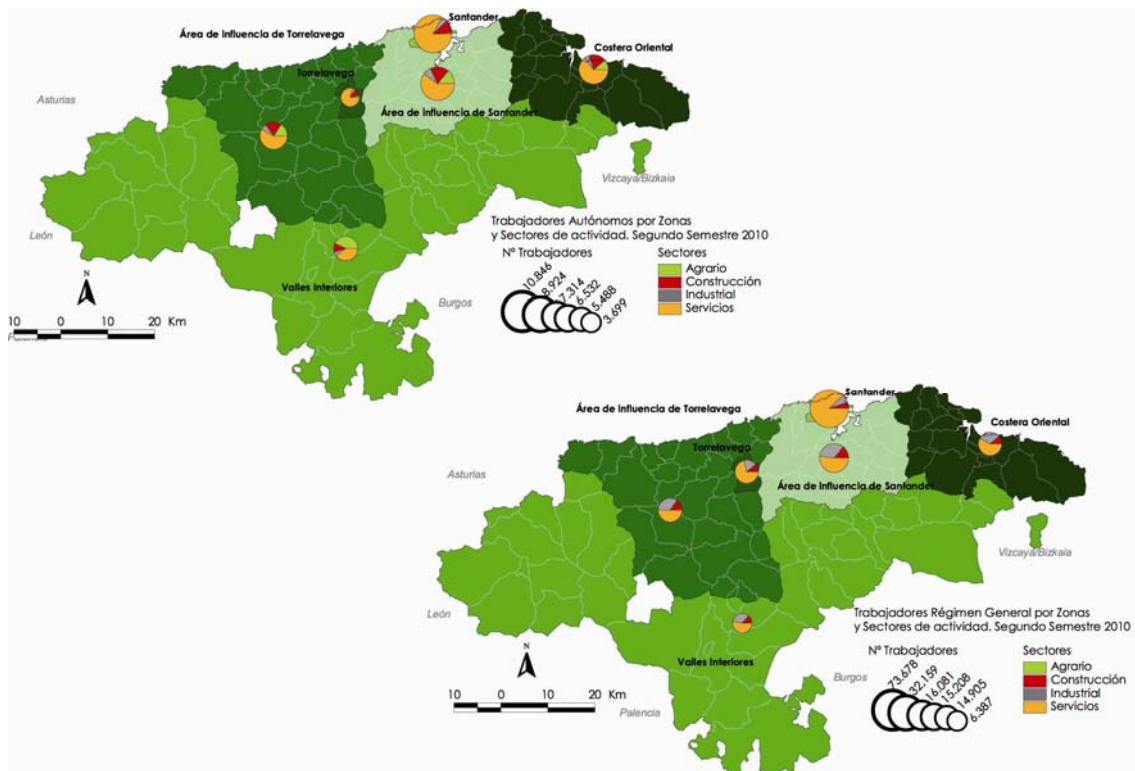 Santander
Área de influencia de Torrelavega
Costera Oriental
Torrelavega
Asturias
Área de Influencia de Santander
Vizcaya/Bizkaia
León
Trabajadores Autónomos por Zonas
y Sectores de actividad. Segundo Semestre 2010
Nº Trabajadores
Sectores
10.846
8.924
7.314
6.532
5.488
3.699
Agrario
Construcción
Industrial
Servicios
N
Valles Interiores
Burgos
10 0 10 20 Km
Santander
Área de influencia de Torrelavega
Costera Oriental
Torrelavega
Asturias
Área de Influencia de Santander
Vizcaya/Bizkaia
León
Trabajadores Régimen General por Zonas
y Sectores de actividad. Segundo Semestre 2010
Nº Trabajadores
Sectores
73.678
32.159
16.081
15.208
14.905
6.387
Agrario
Construcción
Industrial
Servicios
N
Valles Interiores
Burgos
10 0 10 20 Km
Palencia